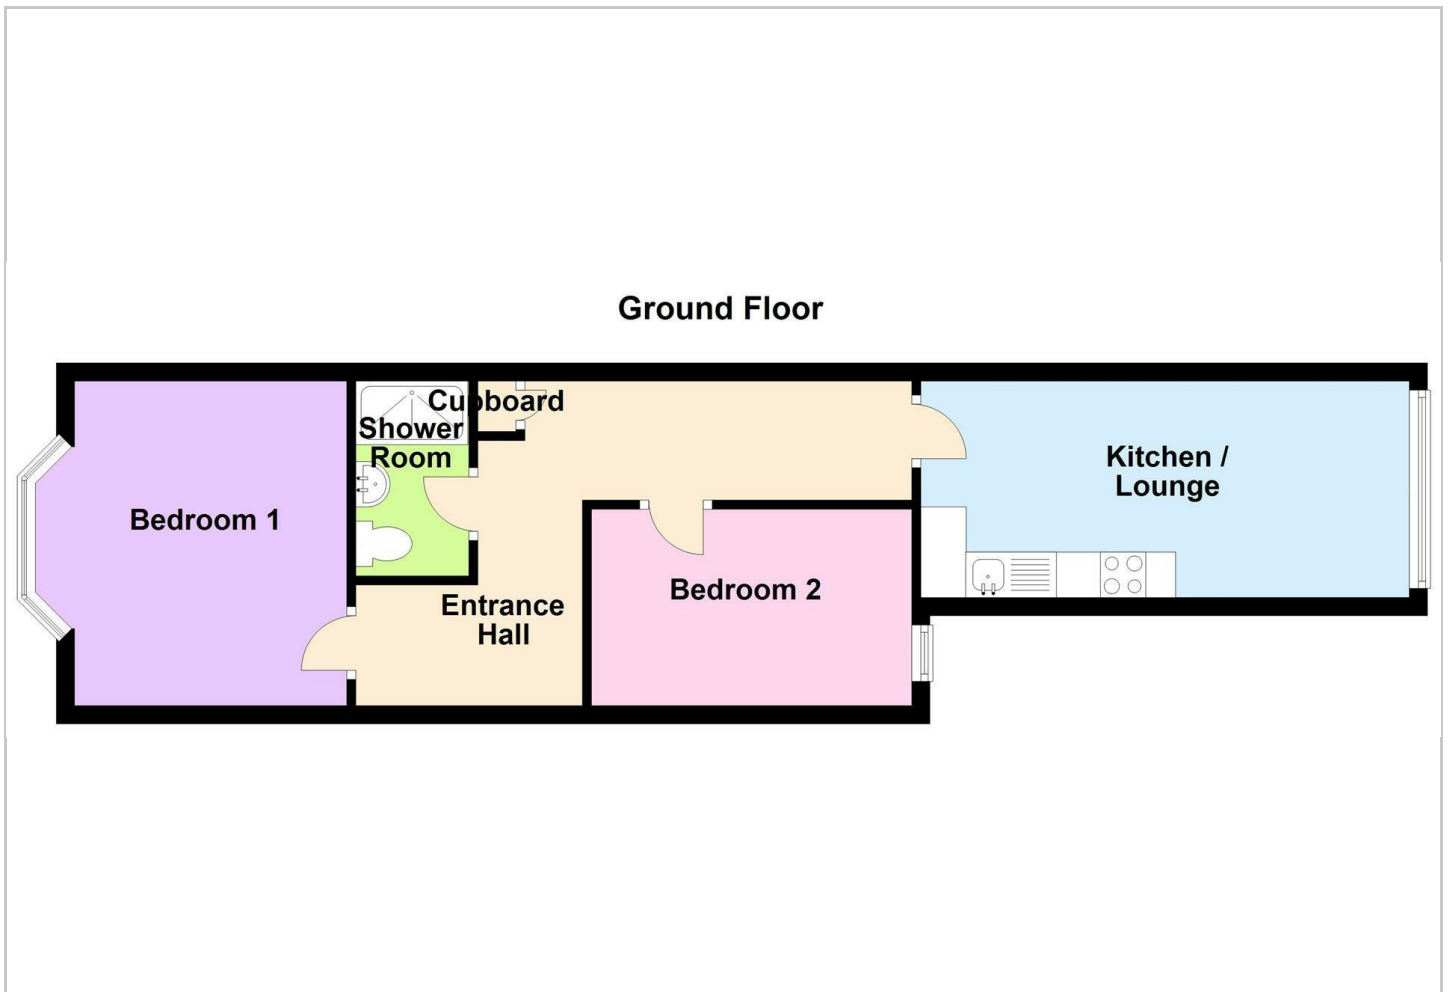 Ground Floor
Cupboard
Shower
Room
Bedroom 1
Entrance
Hall
Bedroom 2
Kitchen /
Lounge